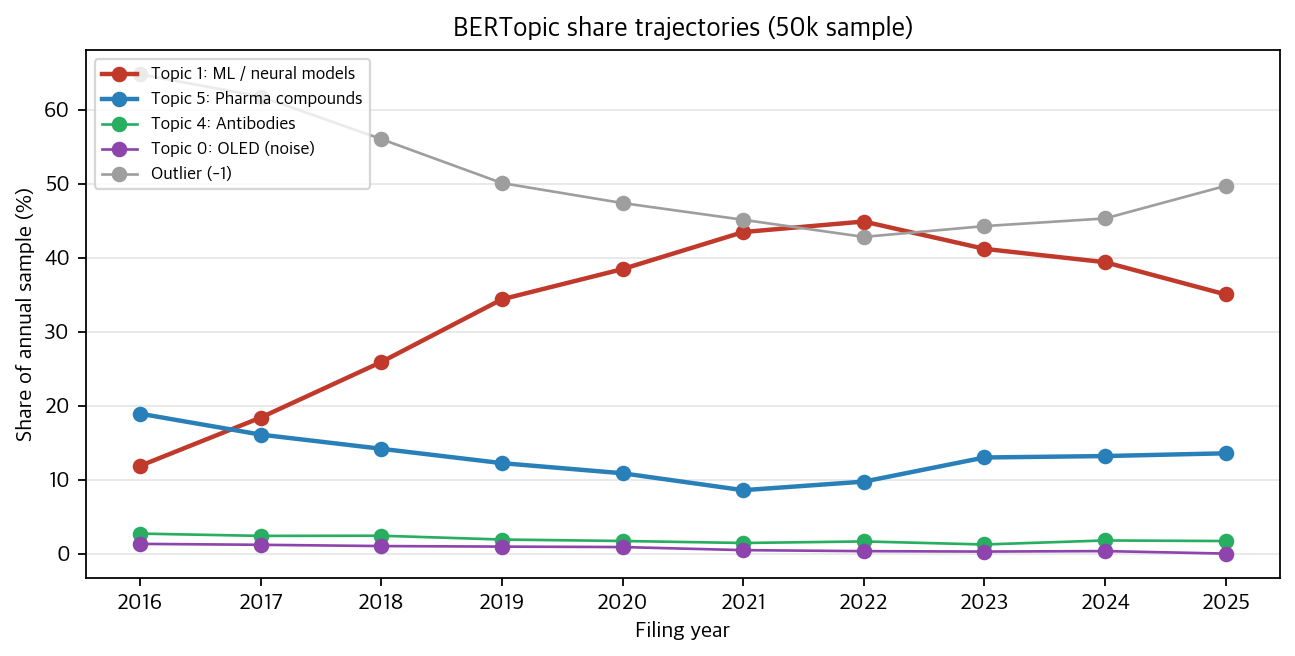 BERTopic share trajectories (50k sample)
Topic 1: ML / neural models
Topic 5: Pharma compounds
Topic 4: Antibodies
Topic 0: OLED (noise)
Outlier (-1)
Share of annual sample (%)
60
50
40
30
20
10
0
2016 2017 2018 2019 2020 2021 2022 2023 2024 2025
Filing year